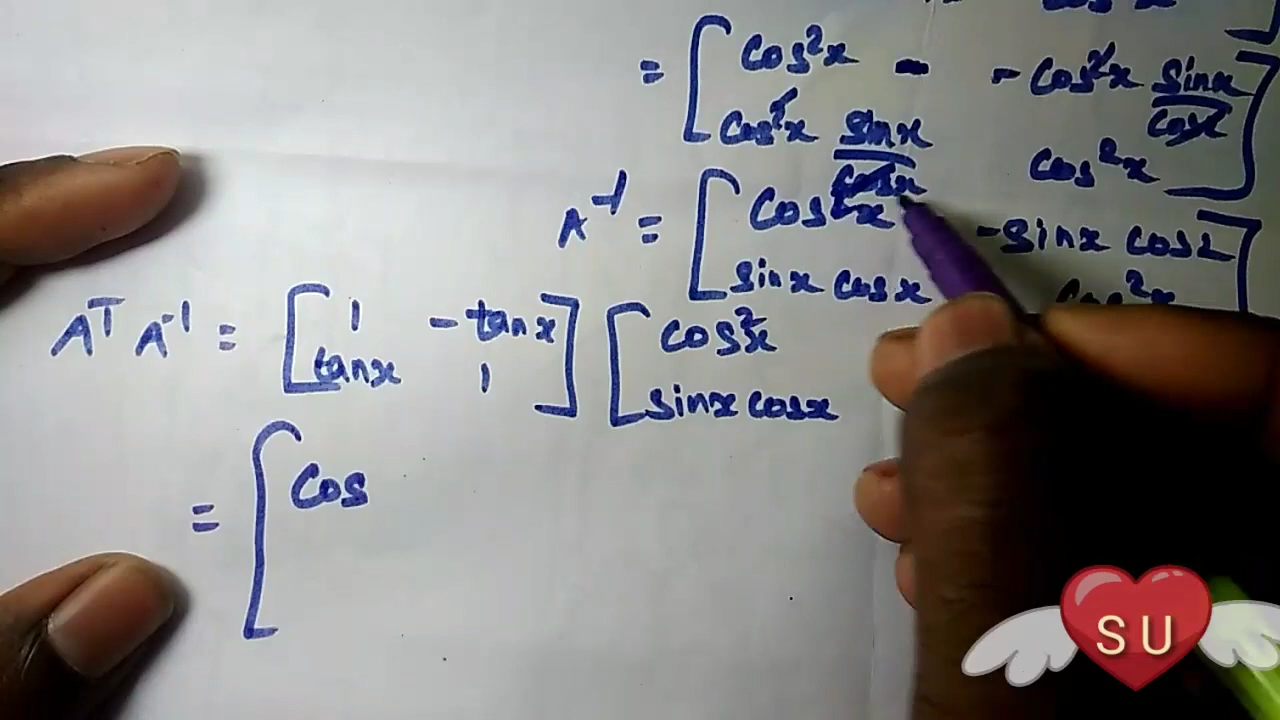 = [ cos²x - - cos²x sinx/cosx ]
[ cos²x sinx/cosx cos²x ]
A⁻¹ = [ cos²x -sinx cosx ]
[ sinx cosx cos²x ]
Aᵀ A⁻¹ = [ 1 -tanx ] [ cos²x
[ tanx 1 ] [ sinx cosx
= [ cos
SU